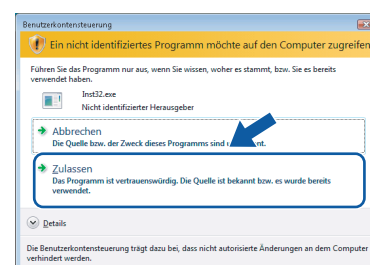 Benutzerkontensteuerung
Ein nicht identifiziertes Programm möchte auf den Computer zugreifen
Führen Sie das Programm nur aus, wenn Sie wissen, woher es stammt, bzw. Sie es bereits
verwendet haben.
Inst32.exe
Nicht identifizierter Herausgeber
Abbrechen
Die Quelle bzw. der Zweck dieses Programms sind
Zulassen
Das Programm ist vertrauenswürdig. Die Quelle ist bekannt bzw. es wurde bereits
verwendet.
Details
Die Benutzerkontensteuerung trägt dazu bei, dass nicht autorisierte Änderungen an dem Computer
verhindert werden.